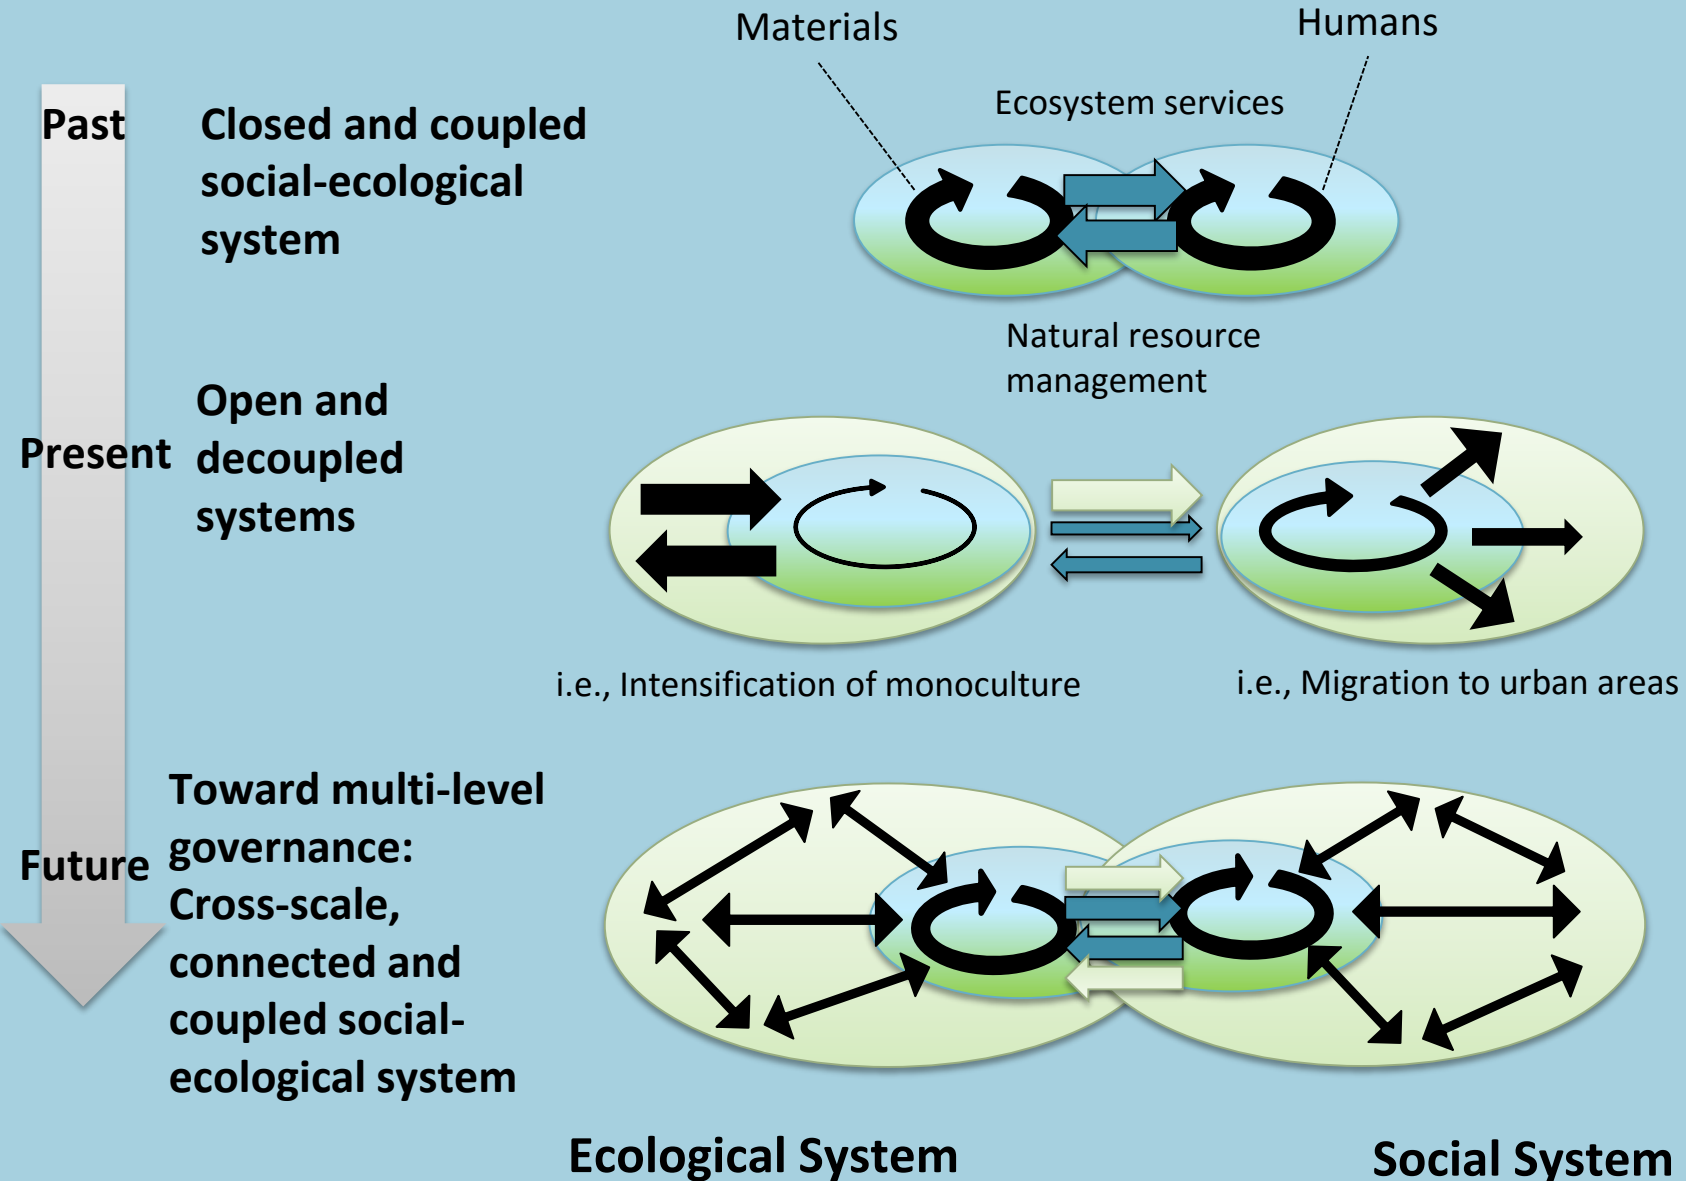 Materials
Humans
Ecosystem services
Past
Closed and coupled
social-ecological
system
Natural resource
management
Present
Open and
decoupled
systems
i.e., Intensification of monoculture
i.e., Migration to urban areas
Future
Toward multi-level
governance:
Cross-scale,
connected and
coupled social-
ecological system
Ecological System
Social System